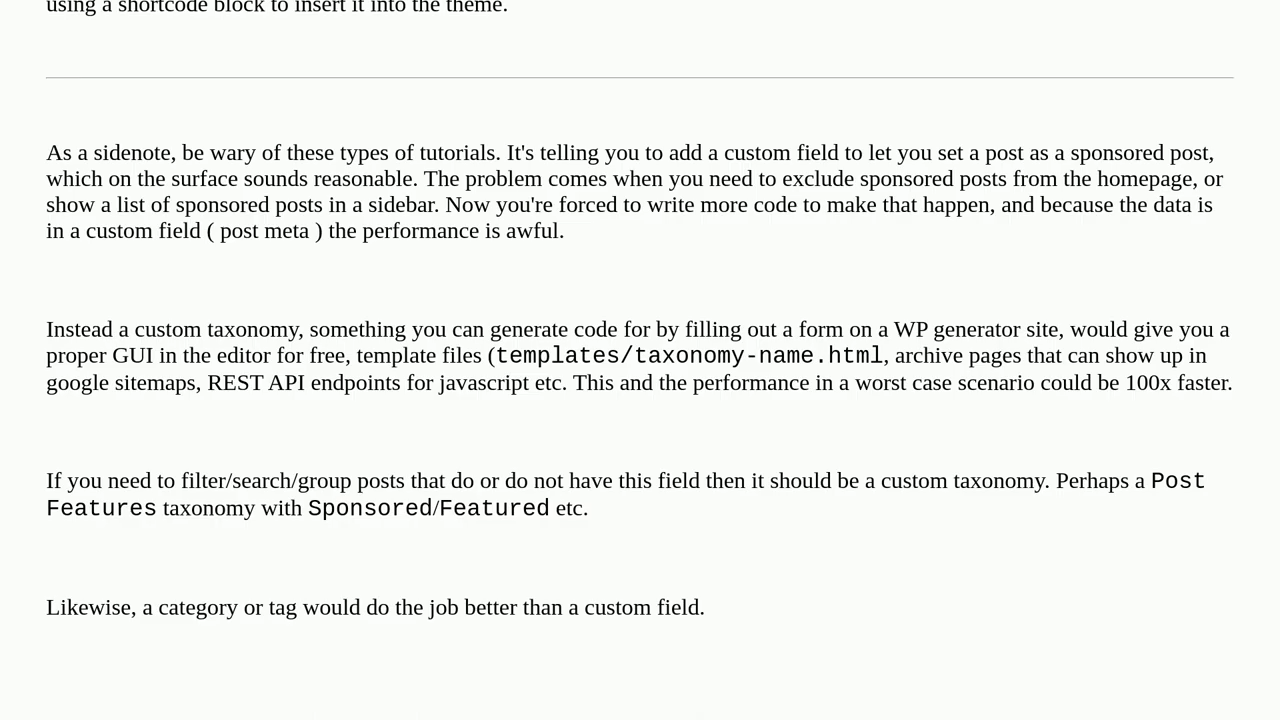 using a shortcode block to insert it into the theme.
As a sidenote, be wary of these types of tutorials. It's telling you to add a custom field to let you set a post as a sponsored post,
which on the surface sounds reasonable. The problem comes when you need to exclude sponsored posts from the homepage, or
show a list of sponsored posts in a sidebar. Now you're forced to write more code to make that happen, and because the data is
in a custom field ( post meta ) the performance is awful.
Instead a custom taxonomy, something you can generate code for by filling out a form on a WP generator site, would give you a
proper GUI in the editor for free, template files (templates/taxonomy-name.html, archive pages that can show up in
google sitemaps, REST API endpoints for javascript etc. This and the performance in a worst case scenario could be 100x faster.
If you need to filter/search/group posts that do or do not have this field then it should be a custom taxonomy. Perhaps a Post
Features taxonomy with Sponsored/Featured etc.
Likewise, a category or tag would do the job better than a custom field.